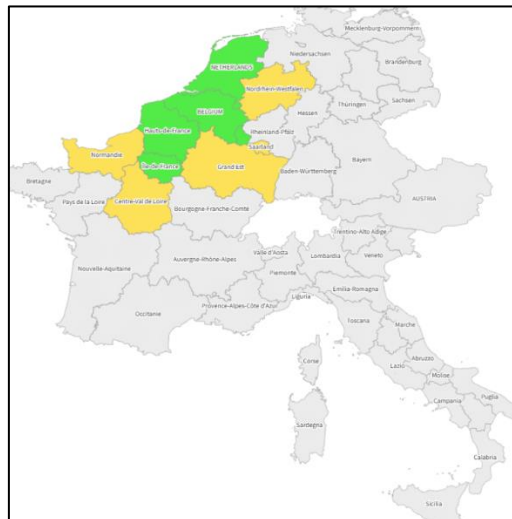 Mecklenburg-Vorpommern
Niedersachsen
Brandenburg
NETHERLANDS
Nordrhein-Westfalen
Sachsen
Thüringen
Hessen
BELGIUM
Hauts-de-France
Rheinland-Pfalz
Saarland
Normandie
Île-de-France
Grand Est
Bayern
Baden-Württemberg
Bretagne
Pays de la Loire
Centre-Val de Loire
Bourgogne-Franche-Comté
AUSTRIA
Trentino-Alto Adige
Nouvelle-Aquitaine
Auvergne-Rhône-Alpes
Valle d'Aosta
Lombardia
Veneto
Piemonte
Emilia-Romagna
Liguria
Provence-Alpes-Côte d'Azur
Occitanie
Toscana
Marche
Abruzzo
Lazio
Molise
Corse
Campania
Puglia
Sardegna
Calabria
Sicilia